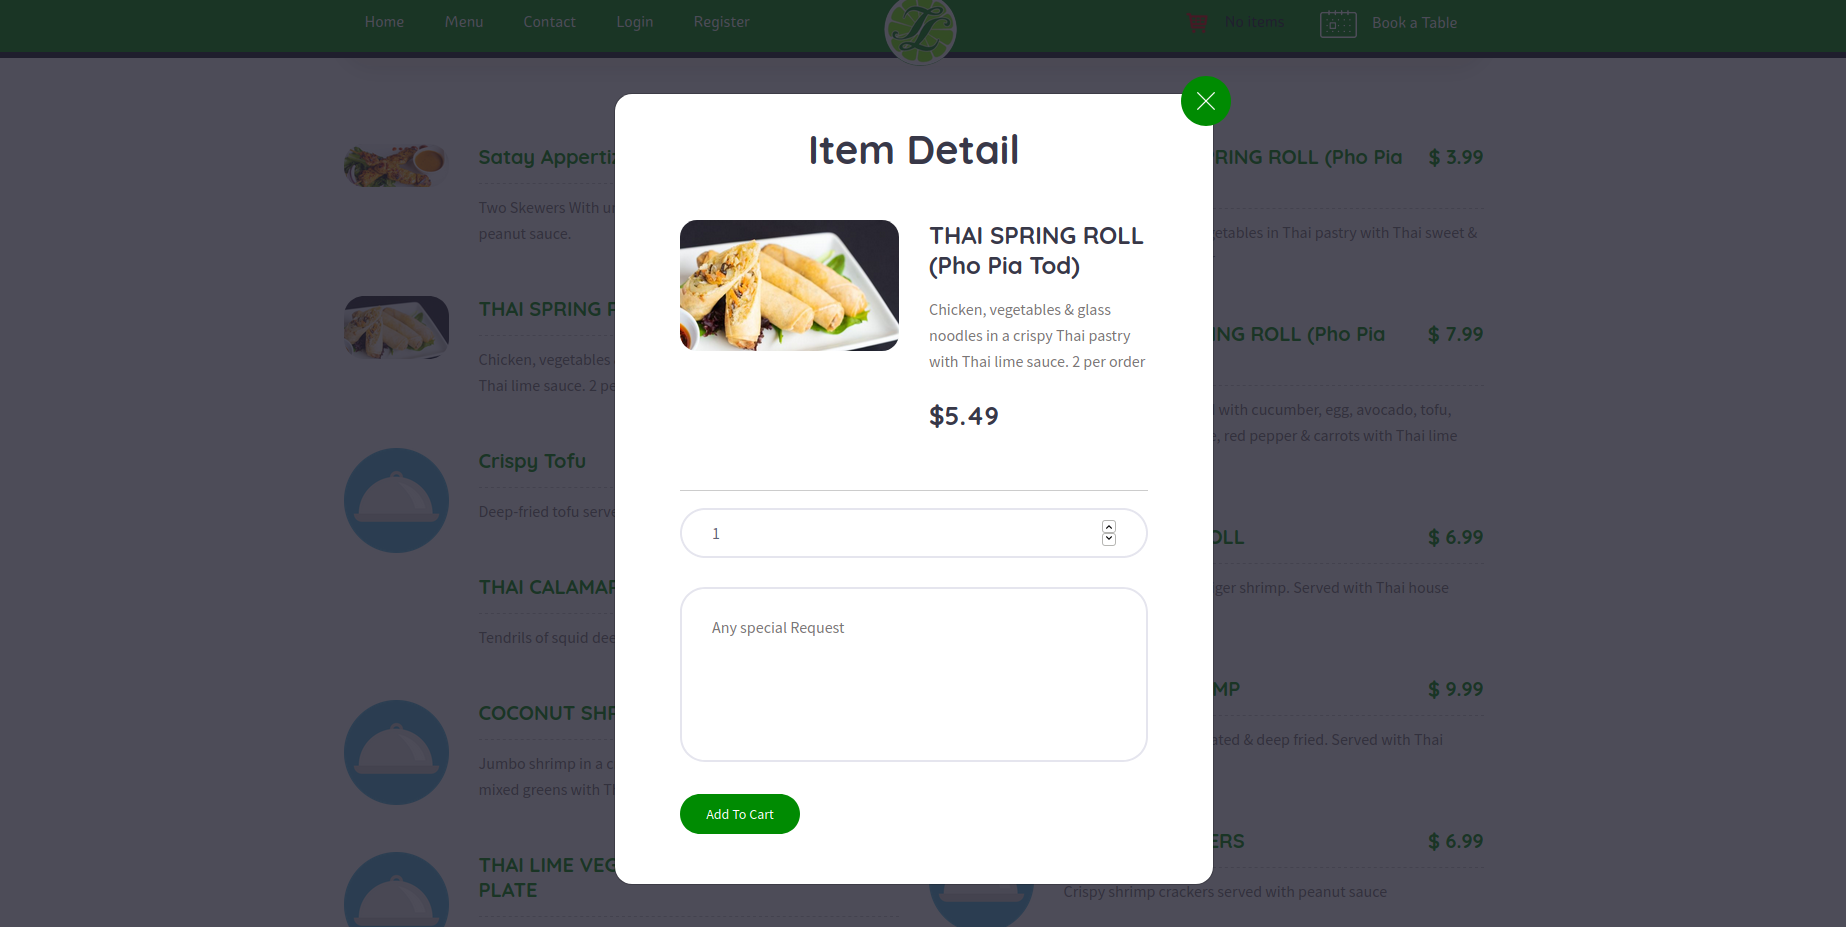 Home
Menu
Contact
Login
Register
TL
No items
Book a Table
Item Detail
THAI SPRING ROLL
(Pho Pia Tod)
Chicken, vegetables & glass
noodles in a crispy Thai pastry
with Thai lime sauce. 2 per order
$5.49
1
Any special Request
Add To Cart
Satay Apperti
Two Skewers With
peanut sauce.
THAI SPRING
Chicken, vegetables
Thai lime sauce. 2
Crispy Tofu
Deep-fried tofu
THAI CALAMA
Tendrils of squid
COCONUT SH
Jumbo shrimp in a
mixed greens with
THAI LIME VEG
PLATE
RING ROLL (Pho Pia
$ 3.99
etables in Thai pastry with Thai sweet &
NG ROLL (Pho Pia
$ 7.99
with cucumber, egg, avocado, tofu,
, red pepper & carrots with Thai lime
OLL
$ 6.99
ger shrimp. Served with Thai house
MP
$ 9.99
ated & deep fried. Served with Thai
ERS
$ 6.99
Crispy shrimp crackers served with peanut sauce